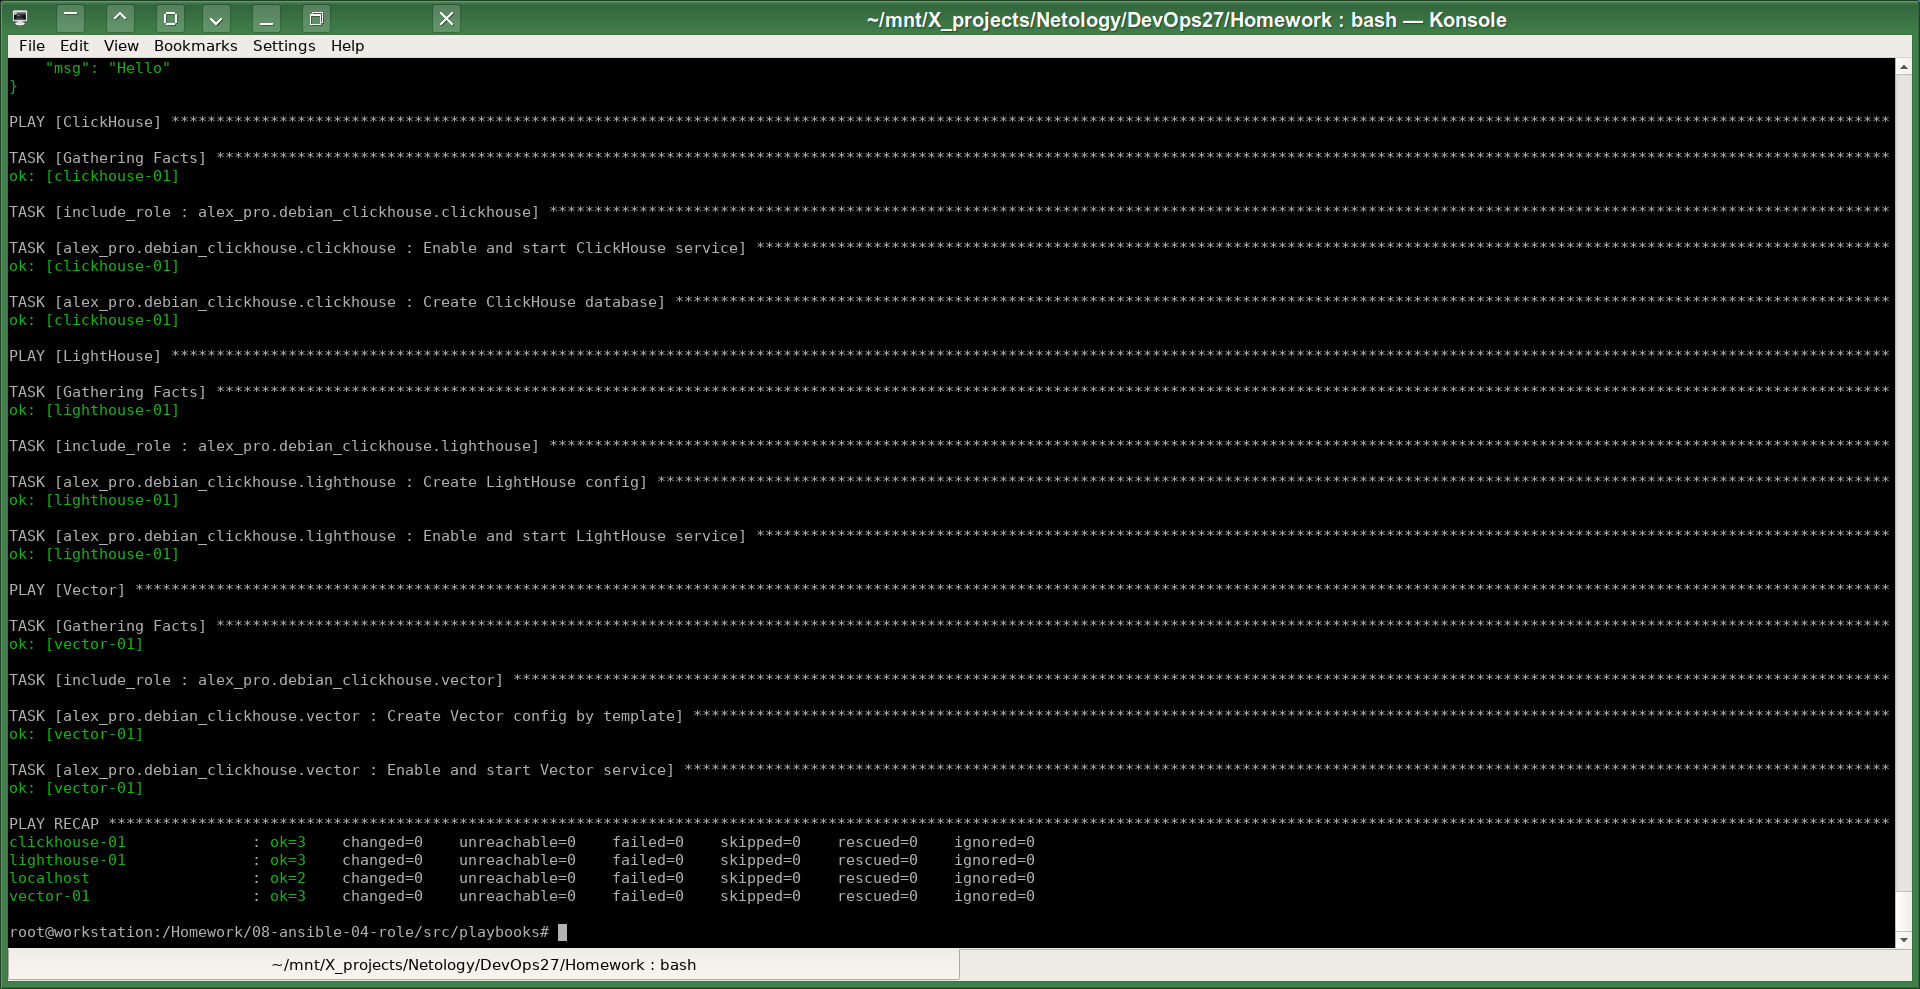 ~/mnt/X_projects/Netology/DevOps27/Homework : bash — Konsole
File Edit View Bookmarks Settings Help
    "msg": "Hello"
}
PLAY [ClickHouse] ***********************************************************************************************************************************************************************************************
TASK [Gathering Facts] ******************************************************************************************************************************************************************************************
ok: [clickhouse-01]
TASK [include_role : alex_pro.debian_clickhouse.clickhouse] *****************************************************************************************************************************************************
TASK [alex_pro.debian_clickhouse.clickhouse : Enable and start ClickHouse service] ******************************************************************************************************************************
ok: [clickhouse-01]
TASK [alex_pro.debian_clickhouse.clickhouse : Create ClickHouse database] ***************************************************************************************************************************************
ok: [clickhouse-01]
PLAY [LightHouse] ***********************************************************************************************************************************************************************************************
TASK [Gathering Facts] ******************************************************************************************************************************************************************************************
ok: [lighthouse-01]
TASK [include_role : alex_pro.debian_clickhouse.lighthouse] *****************************************************************************************************************************************************
TASK [alex_pro.debian_clickhouse.lighthouse : Create LightHouse config] *****************************************************************************************************************************************
ok: [lighthouse-01]
TASK [alex_pro.debian_clickhouse.lighthouse : Enable and start LightHouse service] ******************************************************************************************************************************
ok: [lighthouse-01]
PLAY [Vector] ***************************************************************************************************************************************************************************************************
TASK [Gathering Facts] ******************************************************************************************************************************************************************************************
ok: [vector-01]
TASK [include_role : alex_pro.debian_clickhouse.vector] *********************************************************************************************************************************************************
TASK [alex_pro.debian_clickhouse.vector : Create Vector config by template] *************************************************************************************************************************************
ok: [vector-01]
TASK [alex_pro.debian_clickhouse.vector : Enable and start Vector service] **************************************************************************************************************************************
ok: [vector-01]
PLAY RECAP ******************************************************************************************************************************************************************************************************
clickhouse-01              : ok=3    changed=0    unreachable=0    failed=0    skipped=0    rescued=0    ignored=0
lighthouse-01              : ok=3    changed=0    unreachable=0    failed=0    skipped=0    rescued=0    ignored=0
localhost                  : ok=2    changed=0    unreachable=0    failed=0    skipped=0    rescued=0    ignored=0
vector-01                  : ok=3    changed=0    unreachable=0    failed=0    skipped=0    rescued=0    ignored=0
root@workstation:/Homework/08-ansible-04-role/src/playbooks#
~/mnt/X_projects/Netology/DevOps27/Homework : bash